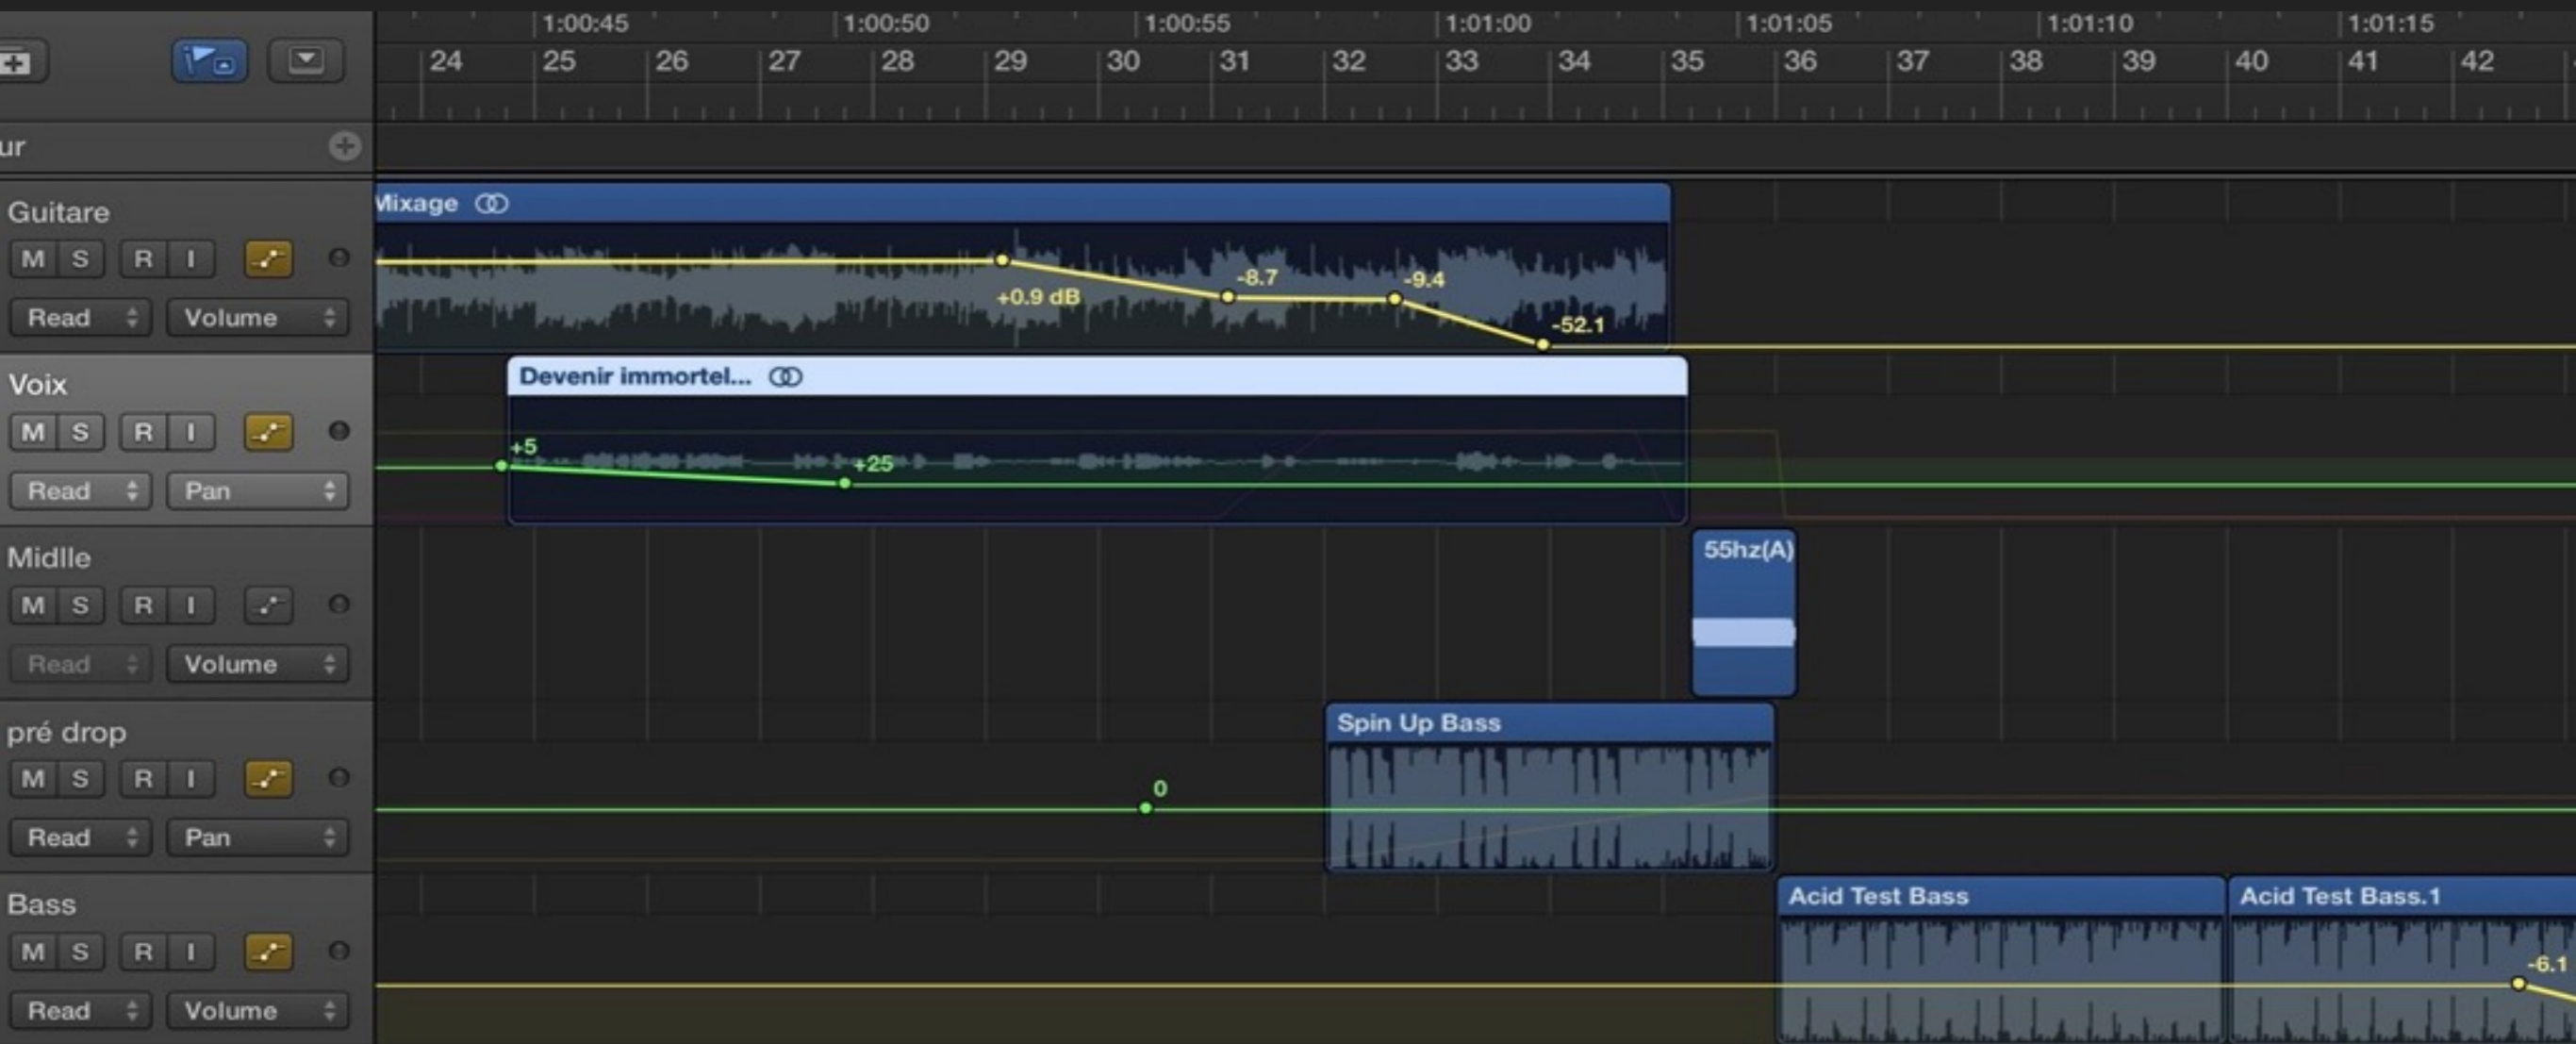 1:00:45 1:00:50 1:00:55 1:01:00 1:01:05 1:01:10 1:01:15
24 25 26 27 28 29 30 31 32 33 34 35 36 37 38 39 40 41 42
ur
Guitare
M S R I
Read Volume
Mixage
+0.9 dB
-8.7
-9.4
-52.1
Voix
M S R I
Read Pan
Devenir immortel...
+5
+25
Midlle
M S R I
Read Volume
55hz(A)
pré drop
M S R I
Read Pan
0
Spin Up Bass
Bass
M S R I
Read Volume
Acid Test Bass
Acid Test Bass.1
-6.1